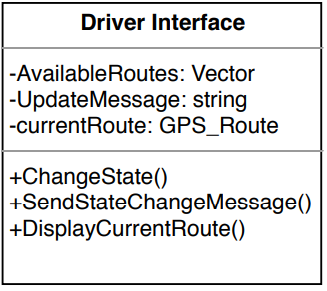 Driver Interface
-AvailableRoutes: Vector
-UpdateMessage: string
-currentRoute: GPS_Route
+ChangeState()
+SendStateChangeMessage()
+DisplayCurrentRoute()